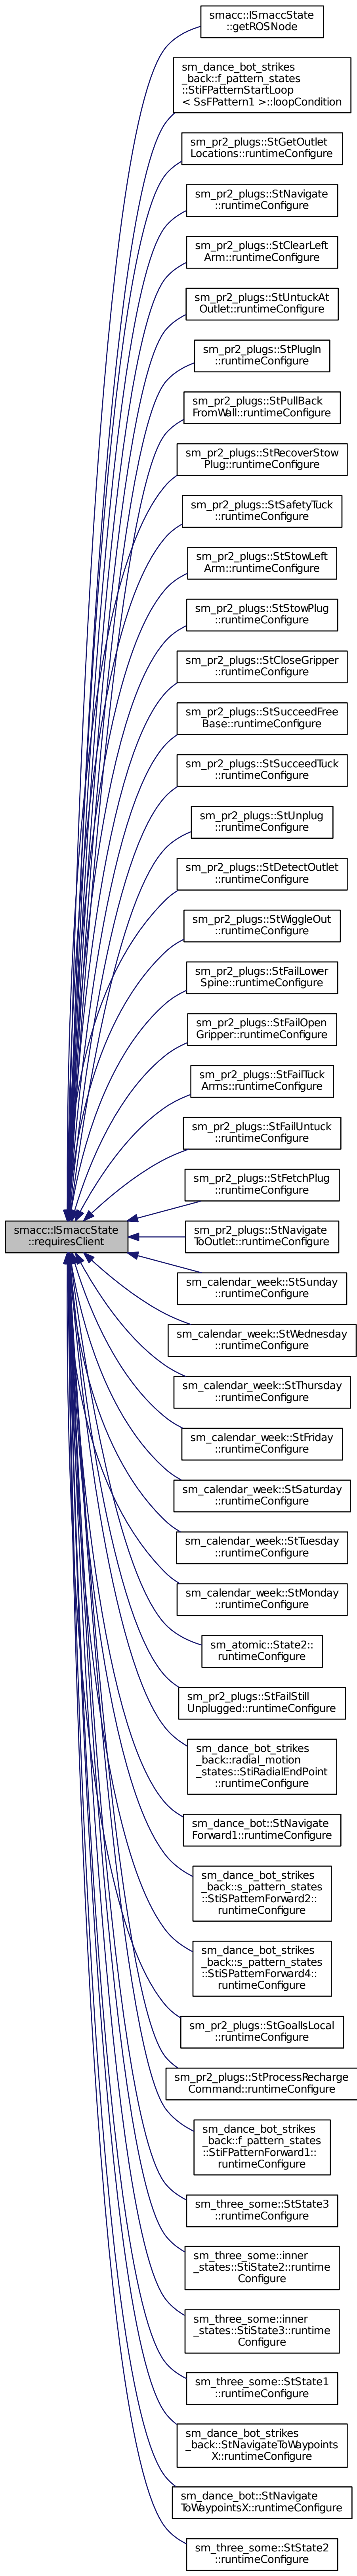 smacc::ISmaccState
::getROSNode
sm_dance_bot_strikes
_back::f_pattern_states
::StiFPatternStartLoop
< SsFPattern1 >::loopCondition
sm_pr2_plugs::StGetOutlet
Locations::runtimeConfigure
sm_pr2_plugs::StNavigate
::runtimeConfigure
sm_pr2_plugs::StClearLeft
Arm::runtimeConfigure
sm_pr2_plugs::StUntuckAt
Outlet::runtimeConfigure
sm_pr2_plugs::StPlugIn
::runtimeConfigure
sm_pr2_plugs::StPullBack
FromWall::runtimeConfigure
sm_pr2_plugs::StRecoverStow
Plug::runtimeConfigure
sm_pr2_plugs::StSafetyTuck
::runtimeConfigure
sm_pr2_plugs::StStowLeft
Arm::runtimeConfigure
sm_pr2_plugs::StStowPlug
::runtimeConfigure
sm_pr2_plugs::StCloseGripper
::runtimeConfigure
sm_pr2_plugs::StSucceedFree
Base::runtimeConfigure
sm_pr2_plugs::StSucceedTuck
::runtimeConfigure
sm_pr2_plugs::StUnplug
::runtimeConfigure
sm_pr2_plugs::StDetectOutlet
::runtimeConfigure
sm_pr2_plugs::StWiggleOut
::runtimeConfigure
sm_pr2_plugs::StFailLower
Spine::runtimeConfigure
sm_pr2_plugs::StFailOpen
Gripper::runtimeConfigure
sm_pr2_plugs::StFailTuck
Arms::runtimeConfigure
sm_pr2_plugs::StFailUntuck
::runtimeConfigure
sm_pr2_plugs::StFetchPlug
::runtimeConfigure
smacc::ISmaccState
::requiresClient
sm_pr2_plugs::StNavigate
ToOutlet::runtimeConfigure
sm_calendar_week::StSunday
::runtimeConfigure
sm_calendar_week::StWednesday
::runtimeConfigure
sm_calendar_week::StThursday
::runtimeConfigure
sm_calendar_week::StFriday
::runtimeConfigure
sm_calendar_week::StSaturday
::runtimeConfigure
sm_calendar_week::StTuesday
::runtimeConfigure
sm_calendar_week::StMonday
::runtimeConfigure
sm_atomic::State2::
runtimeConfigure
sm_pr2_plugs::StFailStill
Unplugged::runtimeConfigure
sm_dance_bot_strikes
_back::radial_motion
_states::StiRadialEndPoint
::runtimeConfigure
sm_dance_bot::StNavigate
Forward1::runtimeConfigure
sm_dance_bot_strikes
_back::s_pattern_states
::StiSPatternForward2::
runtimeConfigure
sm_dance_bot_strikes
_back::s_pattern_states
::StiSPatternForward4::
runtimeConfigure
sm_pr2_plugs::StGoalIsLocal
::runtimeConfigure
sm_pr2_plugs::StProcessRecharge
Command::runtimeConfigure
sm_dance_bot_strikes
_back::f_pattern_states
::StiFPatternForward1::
runtimeConfigure
sm_three_some::StState3
::runtimeConfigure
sm_three_some::inner
_states::StiState2::runtime
Configure
sm_three_some::inner
_states::StiState3::runtime
Configure
sm_three_some::StState1
::runtimeConfigure
sm_dance_bot_strikes
_back::StNavigateToWaypoints
X::runtimeConfigure
sm_dance_bot::StNavigate
ToWaypointsX::runtimeConfigure
sm_three_some::StState2
::runtimeConfigure